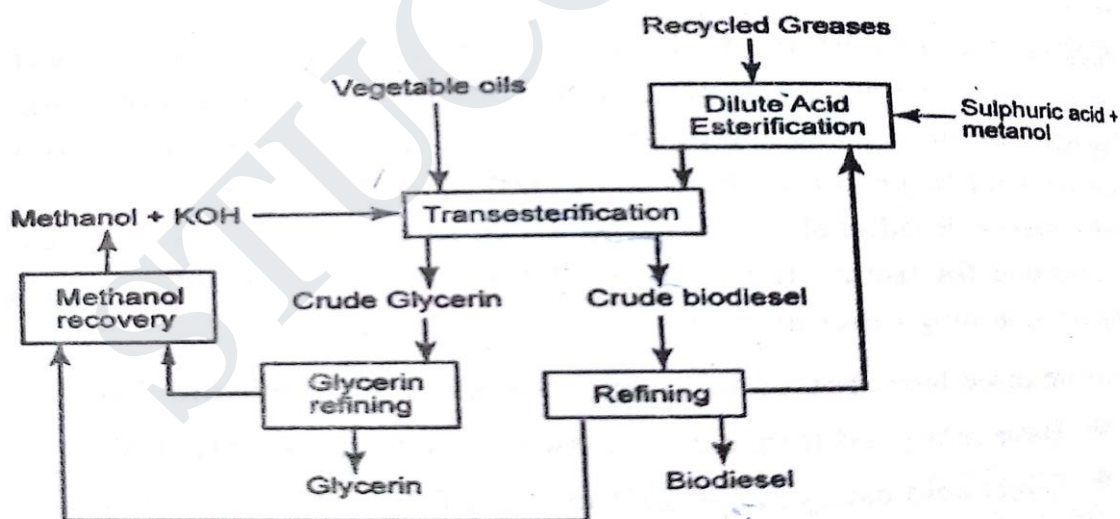 Recycled Greases
Vegetable oils
Dilute Acid
Esterification
Sulphuric acid +
metanol
Methanol + KOH
Transesterification
Methanol
recovery
Crude Glycerin
Crude biodiesel
Glycerin
refining
Refining
Glycerin
Biodiesel
STUCO